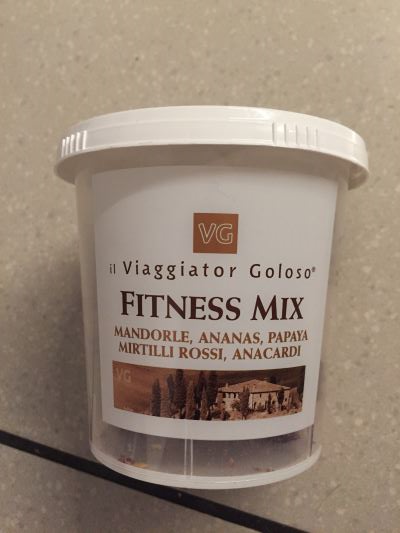 VG
il Viaggiator Goloso®
FITNESS MIX
MANDORLE, ANANAS, PAPAYA
MIRTILLI ROSSI, ANACARDI
VG